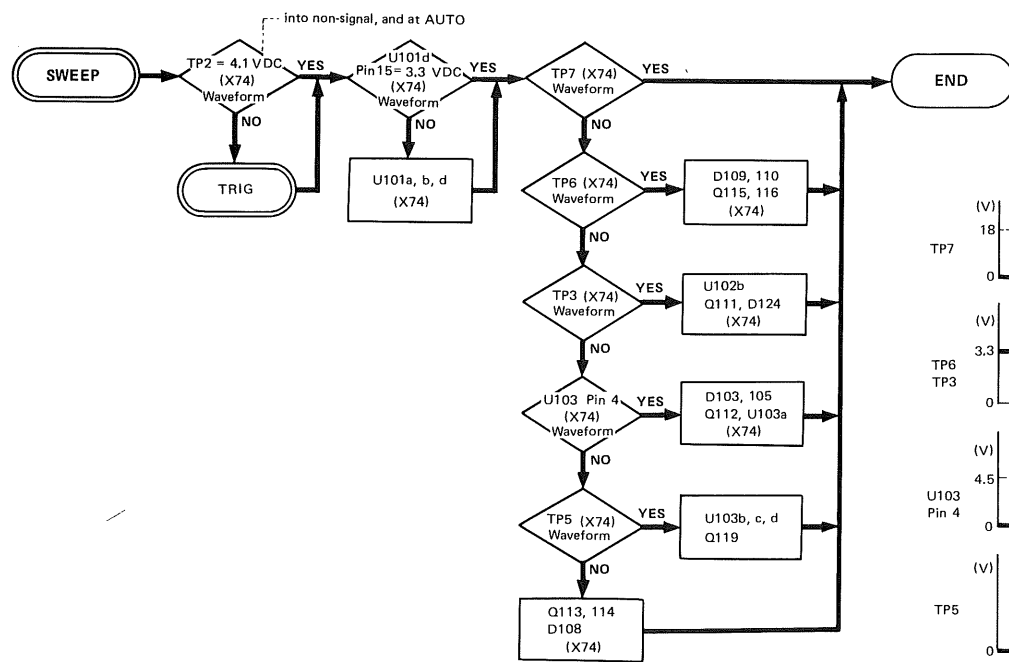 into non-signal, and at AUTO
SWEEP
TP2 = 4.1 VDC
(X74)
Waveform
YES
NO
TRIG
U101d
Pin 15 = 3.3 VDC
(X74)
Waveform
YES
NO
U101a, b, d
(X74)
TP7 (X74)
Waveform
YES
NO
END
TP6 (X74)
Waveform
YES
NO
D109, 110
Q115, 116
(X74)
TP3 (X74)
Waveform
YES
NO
U102b
Q111, D124
(X74)
U103 Pin 4
(X74)
Waveform
YES
NO
D103, 105
Q112, U103a
(X74)
TP5 (X74)
Waveform
YES
NO
U103b, c, d
Q119
Q113, 114
D108
(X74)
(V)
18
TP7
0
(V)
3.3
TP6
TP3
0
(V)
4.5
U103
Pin 4
0
(V)
TP5
0